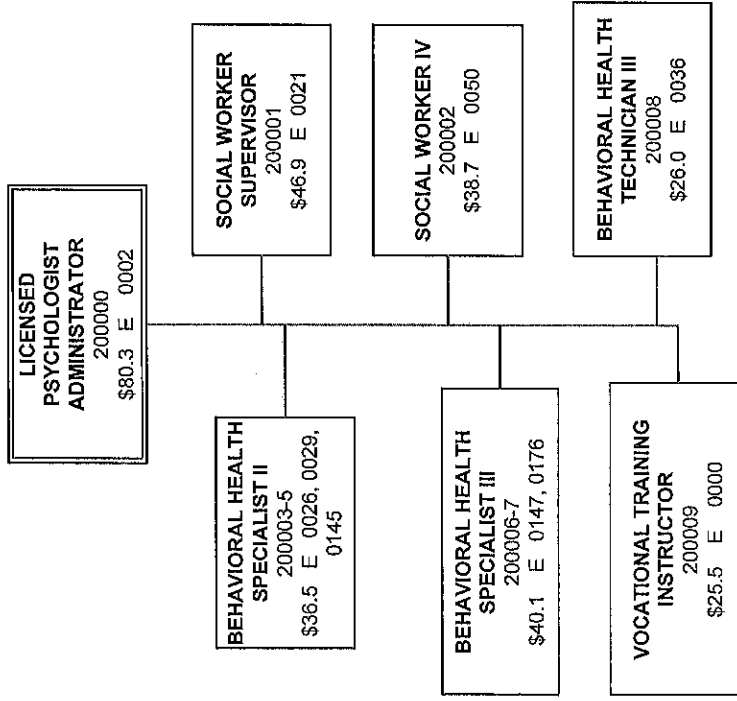 LICENSED
PSYCHOLOGIST
ADMINISTRATOR
200000
$80.3 E 0002
SOCIAL WORKER
SUPERVISOR
200001
$46.9 E 0021
BEHAVIORAL HEALTH
SPECIALIST II
200003-5
$36.5 E 0026, 0029,
0145
SOCIAL WORKER IV
200002
$38.7 E 0050
BEHAVIORAL HEALTH
SPECIALIST III
200006-7
$40.1 E 0147, 0176
BEHAVIORAL HEALTH
TECHNICIAN III
200008
$26.0 E 0036
VOCATIONAL TRAINING
INSTRUCTOR
200009
$25.5 E 0000